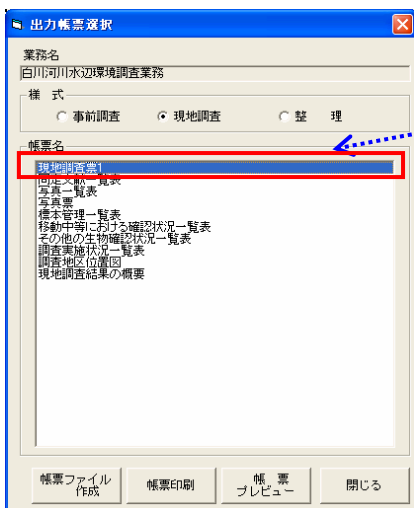 出力帳票選択
業務名
白川河川水辺環境調査業務
様 式
事前調査 現地調査 整 理
帳票名
現地調査票1
同定文献一覧表
写真一覧表
写真票
標本管理一覧表
移動中等における確認状況一覧表
その他の生物確認状況一覧表
調査実施状況一覧表
調査地区位置図
現地調査結果の概要
帳票ファイル
作成
帳票印刷
帳 票
プレビュー
閉じる